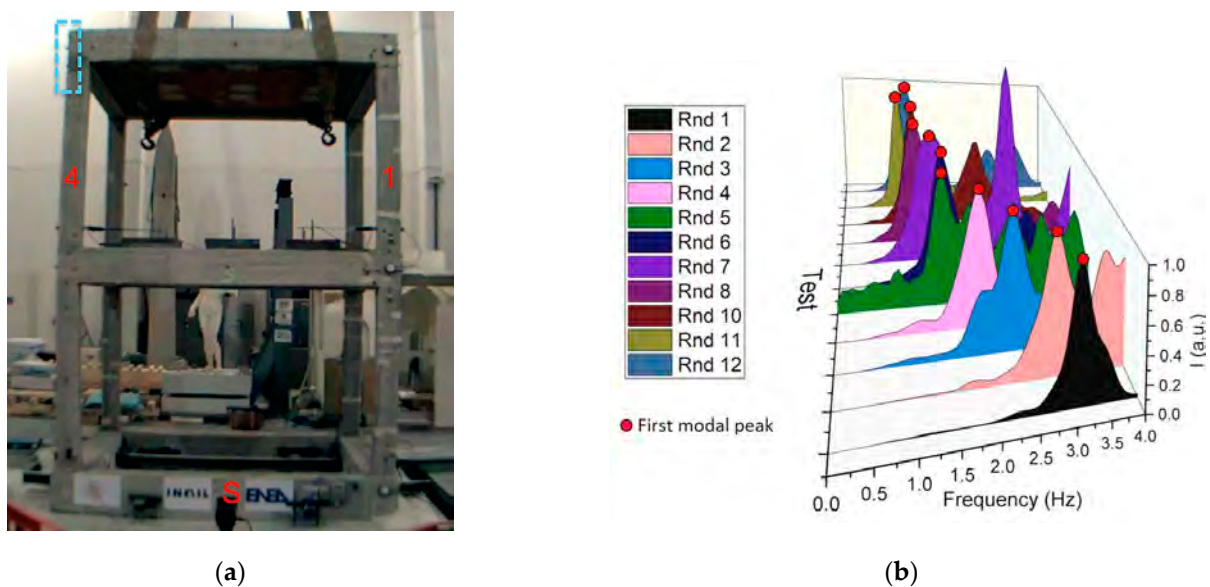 4
1
INGIL
S
ENEA
(a)
Rnd 1
Rnd 2
Rnd 3
Rnd 4
Rnd 5
Rnd 6
Rnd 7
Rnd 8
Rnd 10
Rnd 11
Rnd 12
First modal peak
Test
1.0
0.8
0.6
0.4
0.2
0.0
I (a.u.)
0.0 0.5 1.0 1.5 2.0 2.5 3.0 3.5 4.0
Frequency (Hz)
(b)